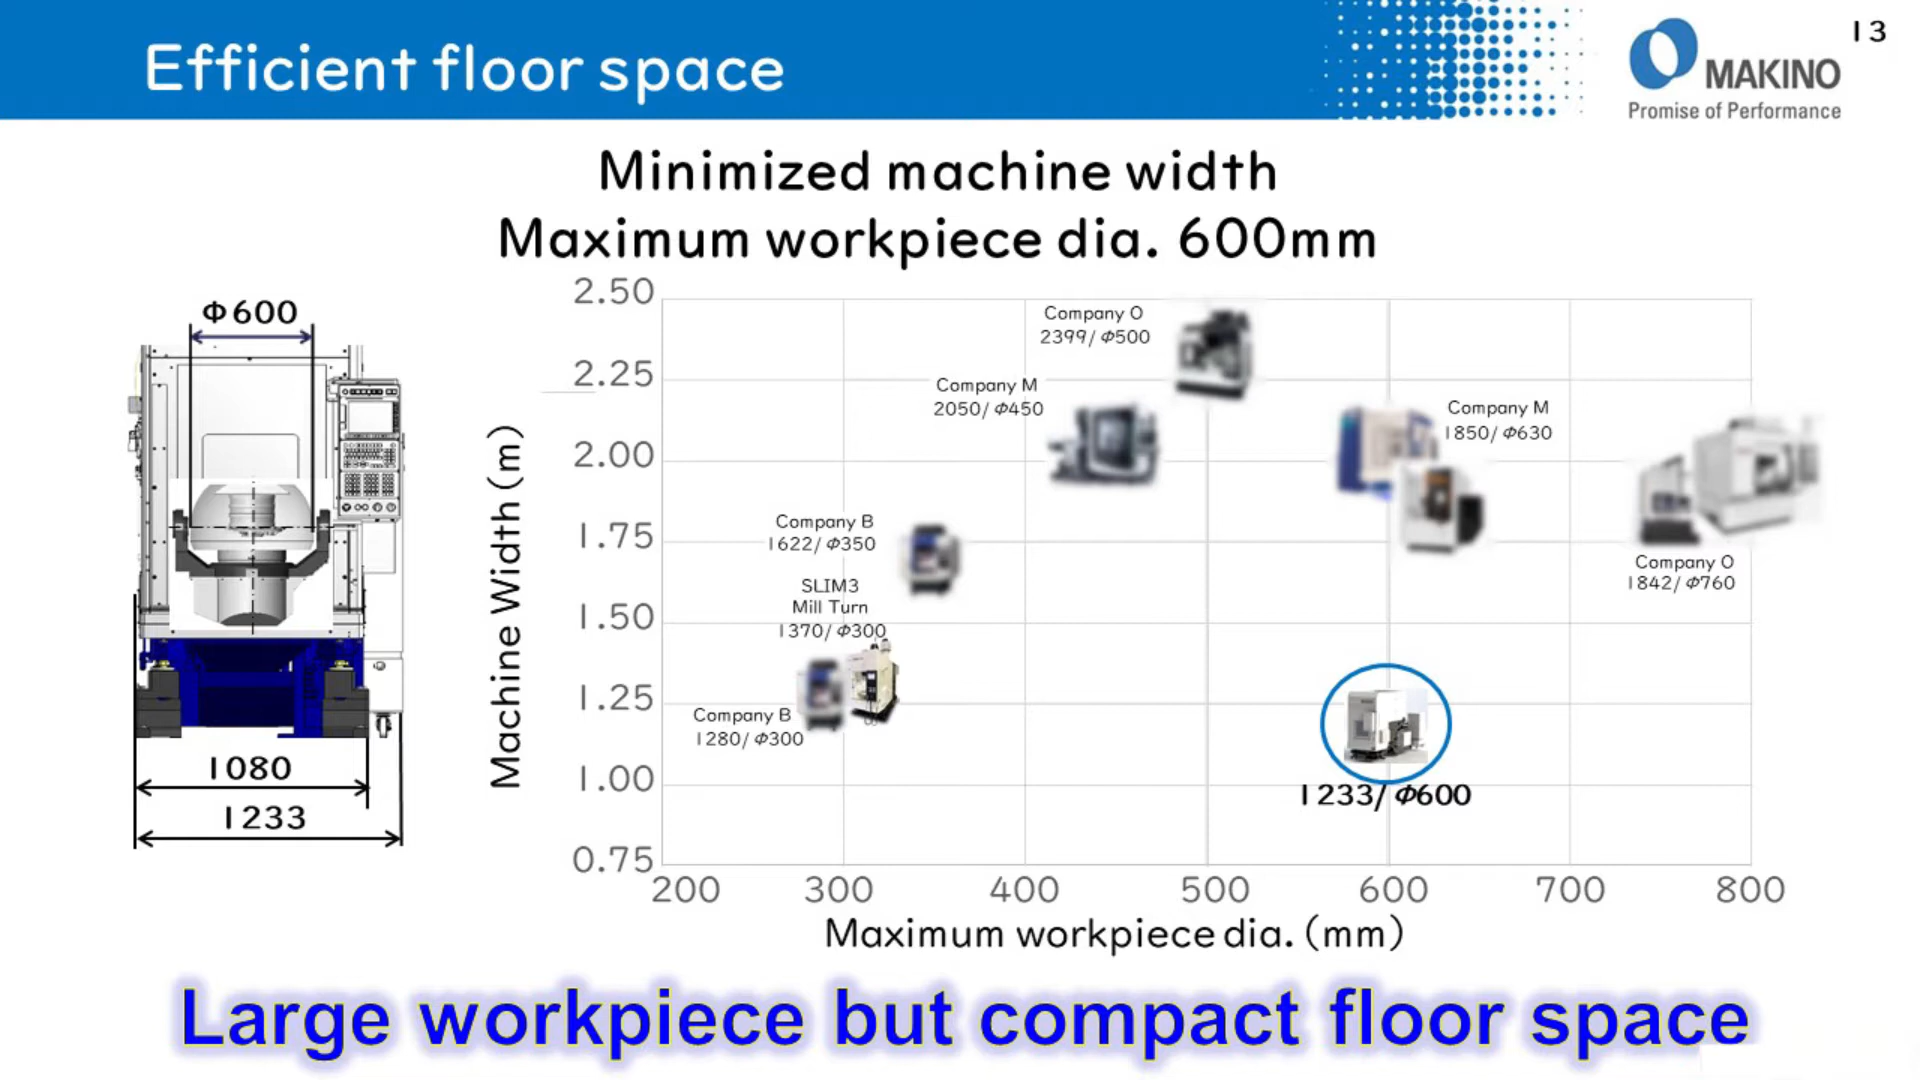 Efficient floor space
13
MAKINO
Promise of Performance
Minimized machine width
Maximum workpiece dia. 600mm
Φ600
1080
1233
Machine Width (m)
2.50
2.25
2.00
1.75
1.50
1.25
1.00
0.75
Company O
2399/Φ500
Company M
2050/Φ450
Company M
1850/Φ630
Company B
1622/Φ350
Company O
1842/Φ760
SLIM3
Mill Turn
1370/Φ300
Company B
1280/Φ300
1233/Φ600
200 300 400 500 600 700 800
Maximum workpiece dia. (mm)
Large workpiece but compact floor space